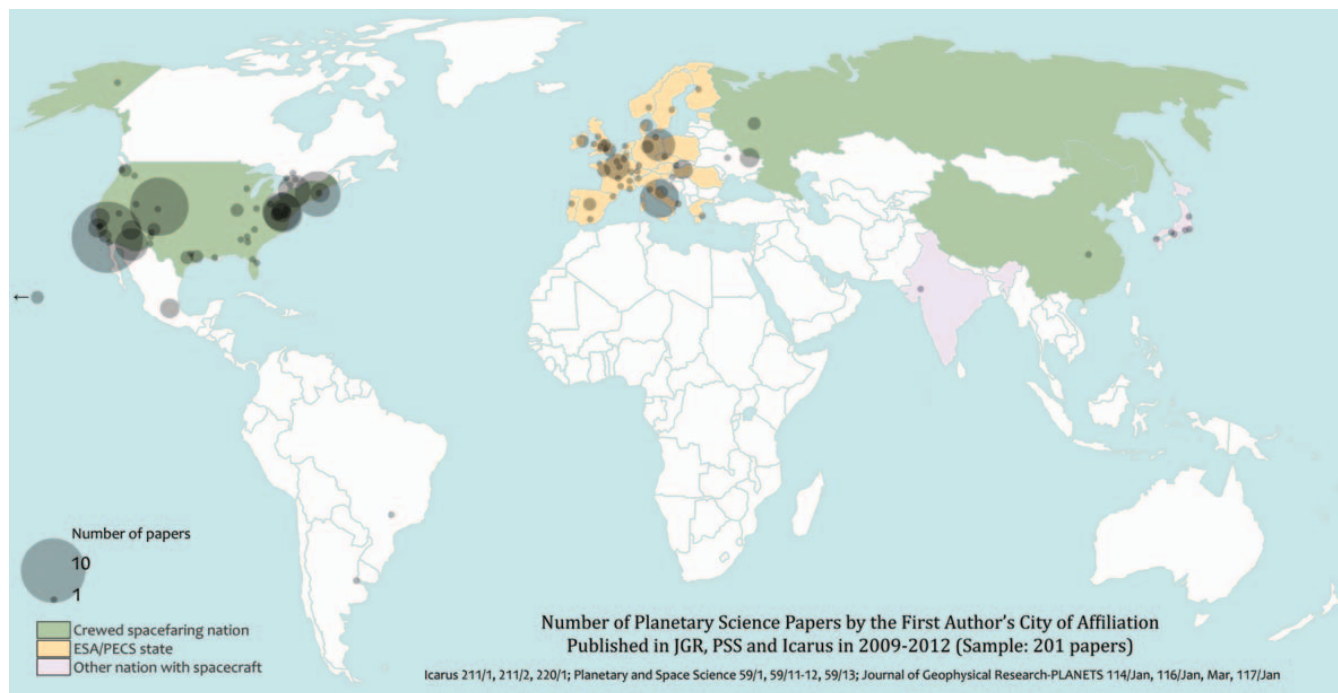 ←
Number of papers
10
1
Crewed spacefaring nation
ESA/PECS state
Other nation with spacecraft
Number of Planetary Science Papers by the First Author's City of Affiliation
Published in JGR, PSS and Icarus in 2009-2012 (Sample: 201 papers)
Icarus 211/1, 211/2, 220/1; Planetary and Space Science 59/1, 59/11-12, 59/13; Journal of Geophysical Research-PLANETS 114/Jan, 116/Jan, Mar, 117/Jan